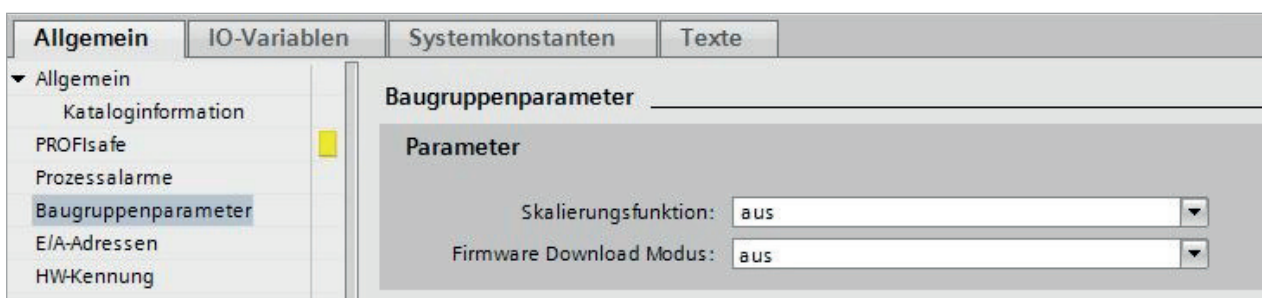 Allgemein IO-Variablen Systemkonstanten Texte
Allgemein
Kataloginformation
PROFIsafe
Prozessalarme
Baugruppenparameter
E/A-Adressen
HW-Kennung
Baugruppenparameter
Parameter
Skalierungsfunktion: aus
Firmware Download Modus: aus